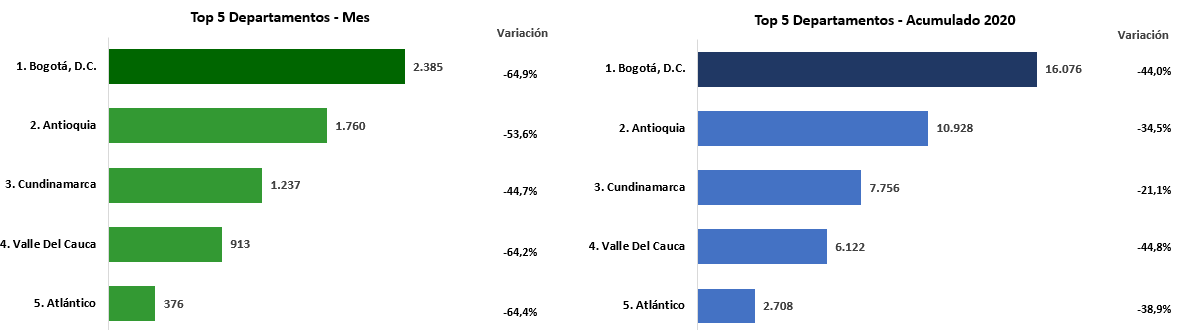 Top 5 Departamentos - Mes
Variación
1. Bogotá, D.C. 2.385 -64,9%
2. Antioquia 1.760 -53,6%
3. Cundinamarca 1.237 -44,7%
4. Valle Del Cauca 913 -64,2%
5. Atlántico 376 -64,4%
Top 5 Departamentos - Acumulado 2020
Variación
1. Bogotá, D.C. 16.076 -44,0%
2. Antioquia 10.928 -34,5%
3. Cundinamarca 7.756 -21,1%
4. Valle Del Cauca 6.122 -44,8%
5. Atlántico 2.708 -38,9%